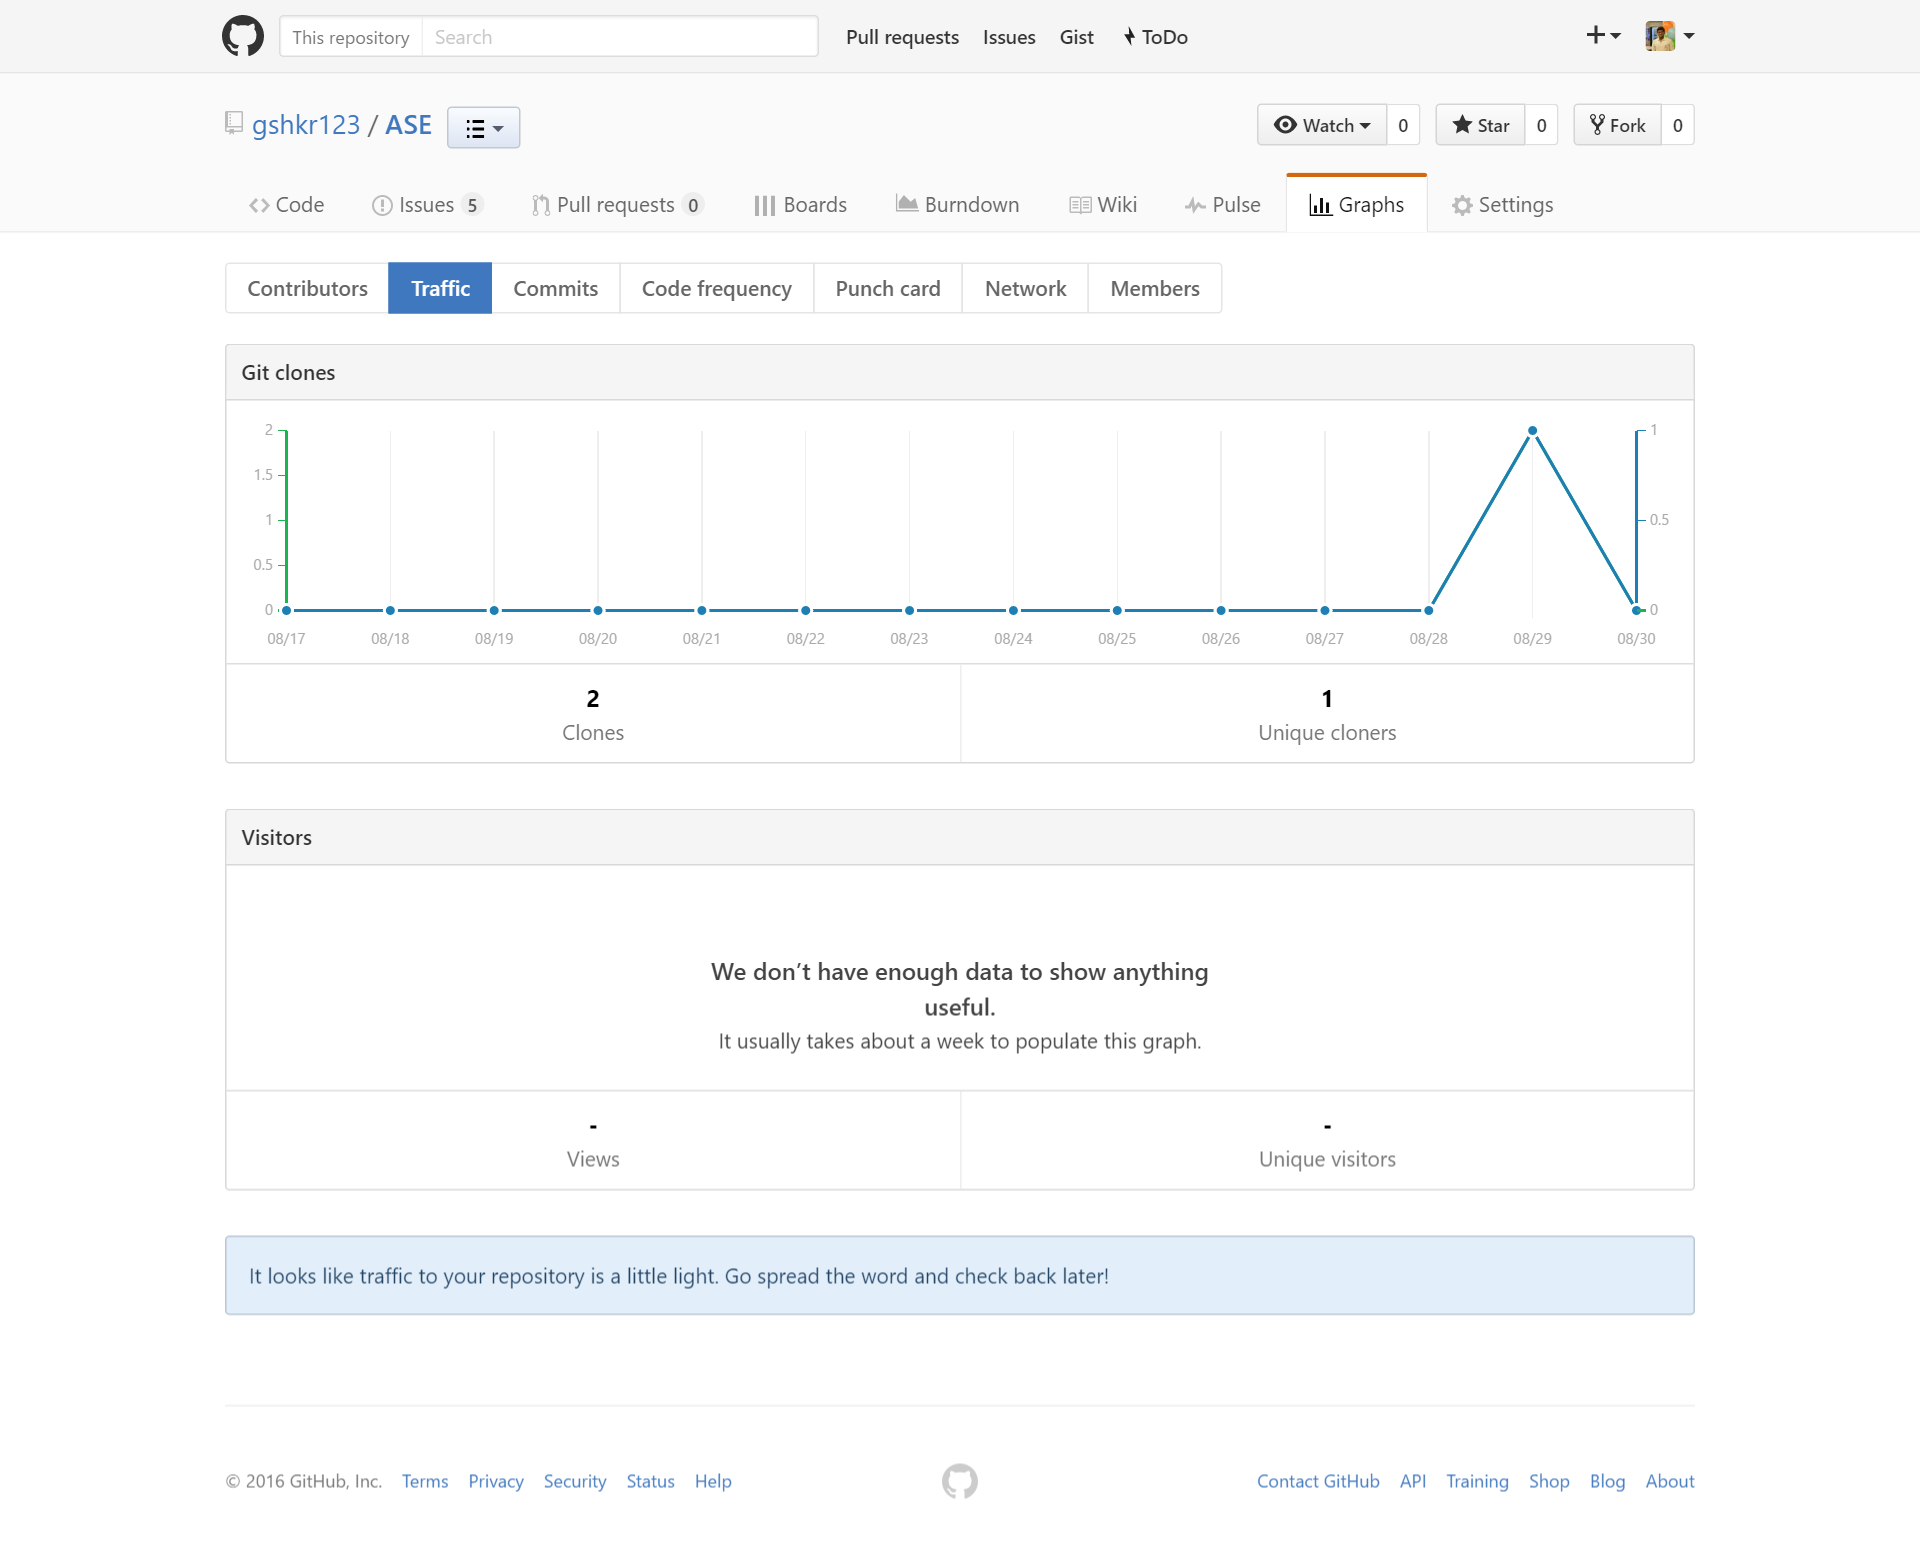 This repository Search Pull requests Issues Gist ToDo
gshkr123 / ASE Watch 0 Star 0 Fork 0
Code Issues 5 Pull requests 0 Boards Burndown Wiki Pulse Graphs Settings
Contributors Traffic Commits Code frequency Punch card Network Members
Git clones
2 1
1.5
1 0.5
0.5
0 0
08/17 08/18 08/19 08/20 08/21 08/22 08/23 08/24 08/25 08/26 08/27 08/28 08/29 08/30
2 1
Clones Unique cloners
Visitors
We don’t have enough data to show anything
useful.
It usually takes about a week to populate this graph.
- -
Views Unique visitors
It looks like traffic to your repository is a little light. Go spread the word and check back later!
© 2016 GitHub, Inc. Terms Privacy Security Status Help Contact GitHub API Training Shop Blog About